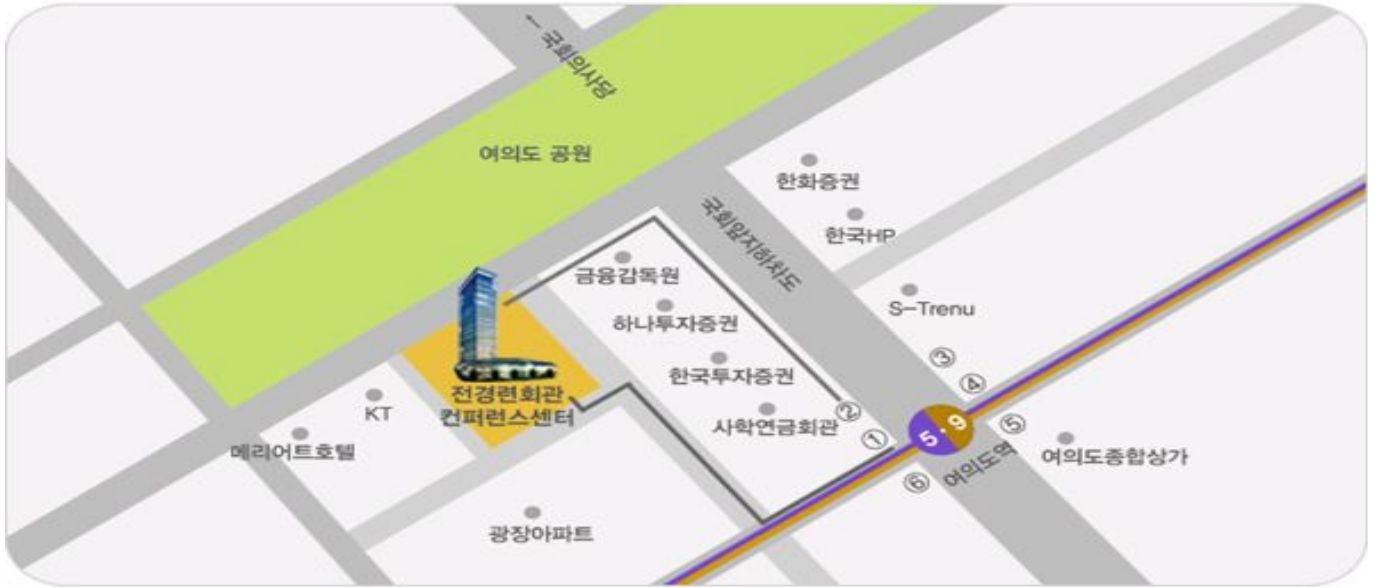 ← 국회의사당
여의도 공원
한화증권
한국HP
국회앞지하차도
금융감독원
S-Trenu
하나투자증권
③
한국투자증권
④
전경련회관
컨퍼런스센터
KT
②
사학연금회관
①
5·9
⑤
메리어트호텔
여의도역
여의도종합상가
⑥
광장아파트